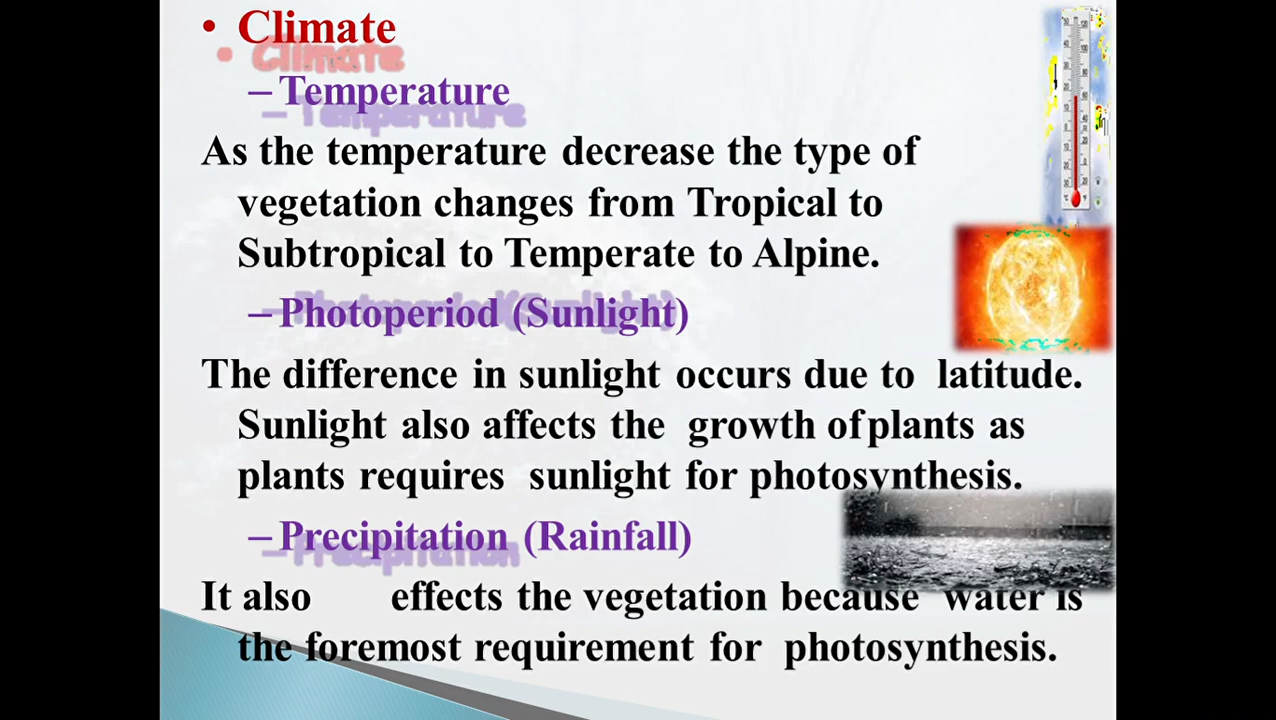 • Climate
– Temperature
As the temperature decrease the type of
vegetation changes from Tropical to
Subtropical to Temperate to Alpine.
– Photoperiod (Sunlight)
The difference in sunlight occurs due to latitude.
Sunlight also affects the growth of plants as
plants requires sunlight for photosynthesis.
– Precipitation (Rainfall)
It also effects the vegetation because water is
the foremost requirement for photosynthesis.